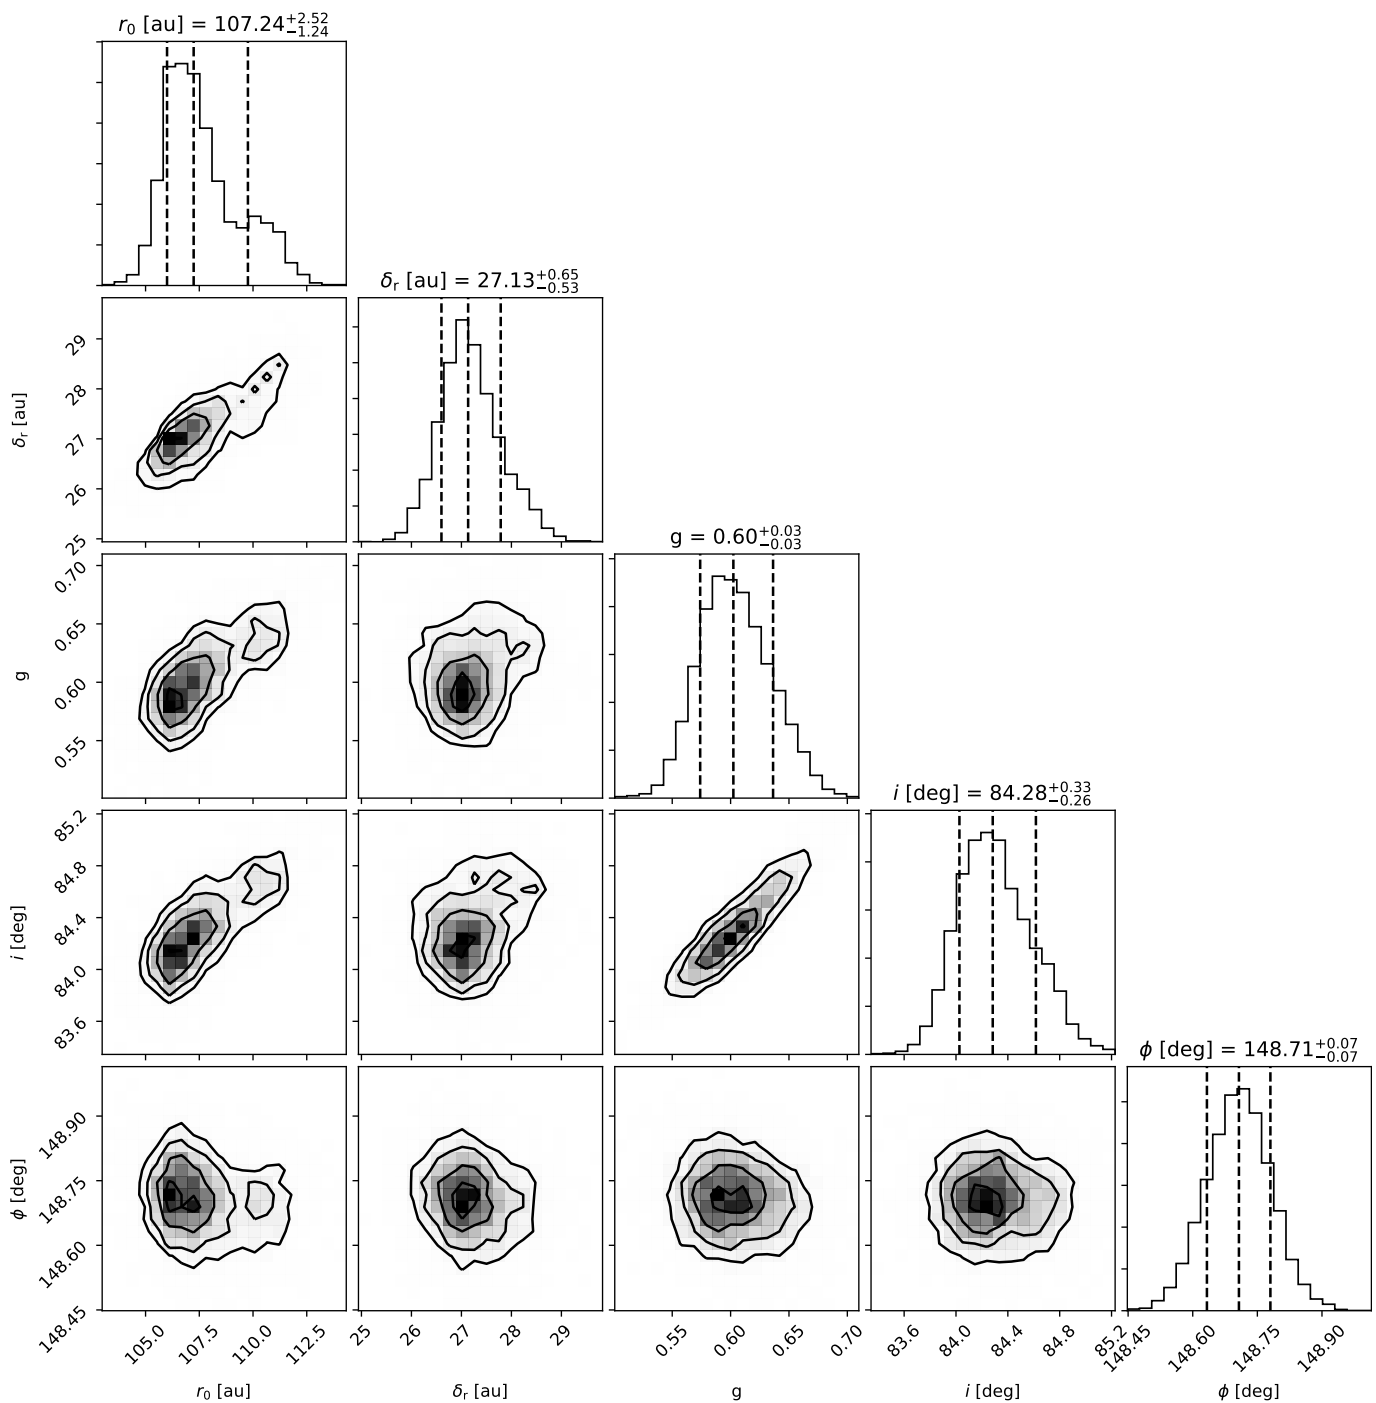 r₀ [au] = 107.24 +2.52 −1.24
δᵣ [au] = 27.13 +0.65 −0.53
29
28
27
26
25
δᵣ [au]
g = 0.60 +0.03 −0.03
0.70
0.65
0.60
0.55
g
i [deg] = 84.28 +0.33 −0.26
85.2
84.8
84.4
84.0
83.6
i [deg]
ϕ [deg] = 148.71 +0.07 −0.07
148.90
148.75
148.60
148.45
ϕ [deg]
105.0 107.5 110.0 112.5 25 26 27 28 29 0.55 0.60 0.65 0.70 83.6 84.0 84.4 84.8 85.2 148.45 148.60 148.75 148.90
r₀ [au] δᵣ [au] g i [deg] ϕ [deg]